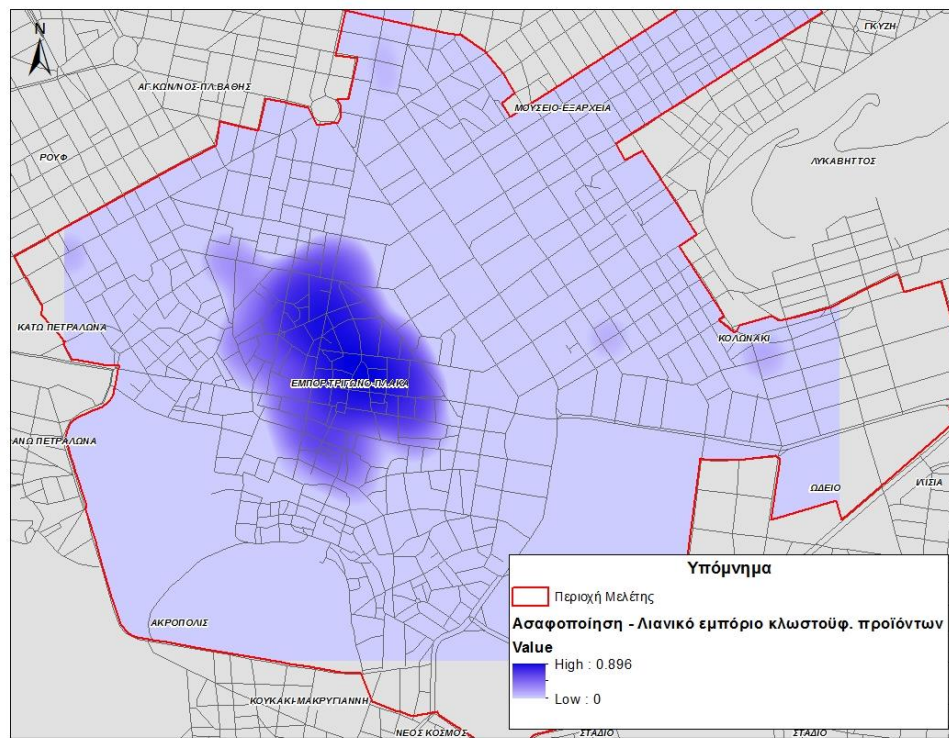 N
ΓΚΥΖΗ
ΑΓ.ΚΩΝ/ΝΟΣ-ΠΛ.ΒΑΘΗΣ
ΜΟΥΣΕΙΟ-ΕΞΑΡΧΕΙΑ
ΡΟΥΦ
ΛΥΚΑΒΗΤΤΟΣ
ΚΑΤΩ ΠΕΤΡΑΛΩΝΑ
ΚΟΛΩΝΑΚΙ
ΕΜΠΟΡ.ΤΡΙΓΩΝΟ-ΠΛΑΚΑ
ΑΝΩ ΠΕΤΡΑΛΩΝΑ
ΩΔΕΙΟ
ΙΛΙΣΙΑ
ΑΚΡΟΠΟΛΙΣ
ΚΟΥΚΑΚΙ-ΜΑΚΡΥΓΙΑΝΝΗ
ΝΕΟΣ ΚΟΣΜΟΣ
ΣΤΑΔΙΟ
ΣΤΑΔΙΟ
Υπόμνημα
Περιοχή Μελέτης
Ασαφοποίηση - Λιανικό εμπόριο κλωστοϋφ. προϊόντων
Value
High : 0.896
Low : 0